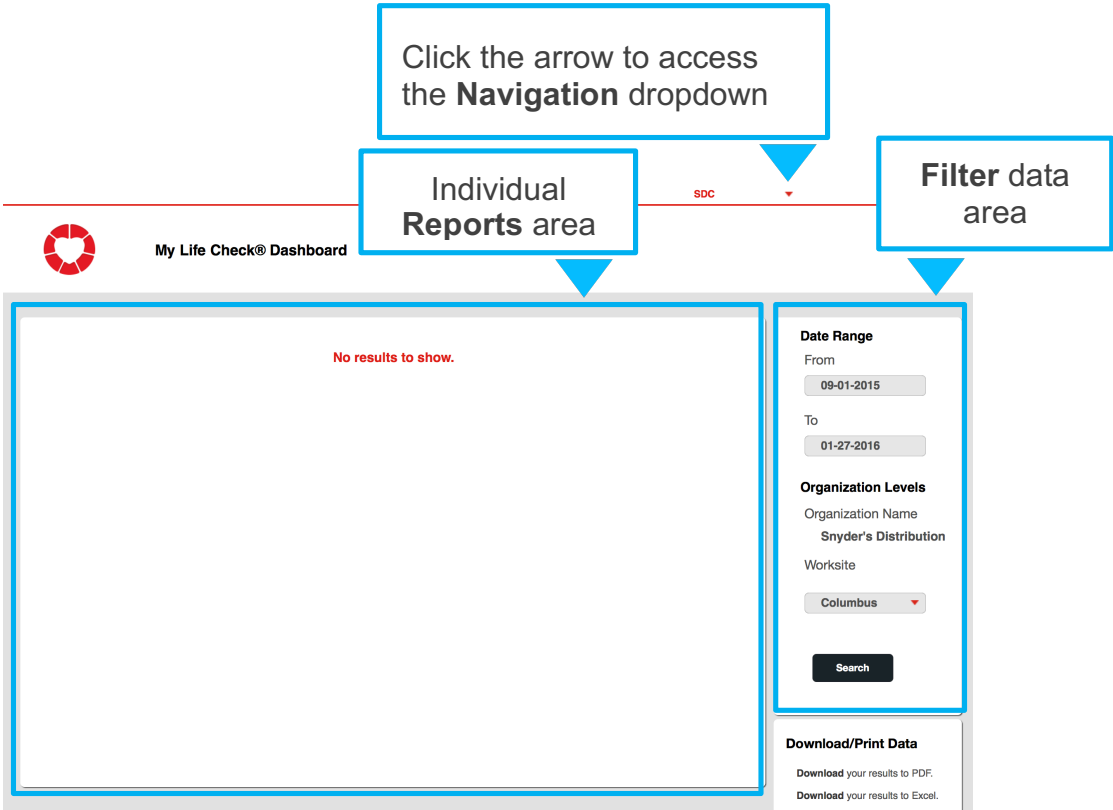 Click the arrow to access
the Navigation dropdown
Individual
Reports area
SDC
Filter data
area
My Life Check® Dashboard
No results to show.
Date Range
From
09-01-2015
To
01-27-2016
Organization Levels
Organization Name
Snyder's Distribution
Worksite
Columbus
Search
Download/Print Data
Download your results to PDF.
Download your results to Excel.